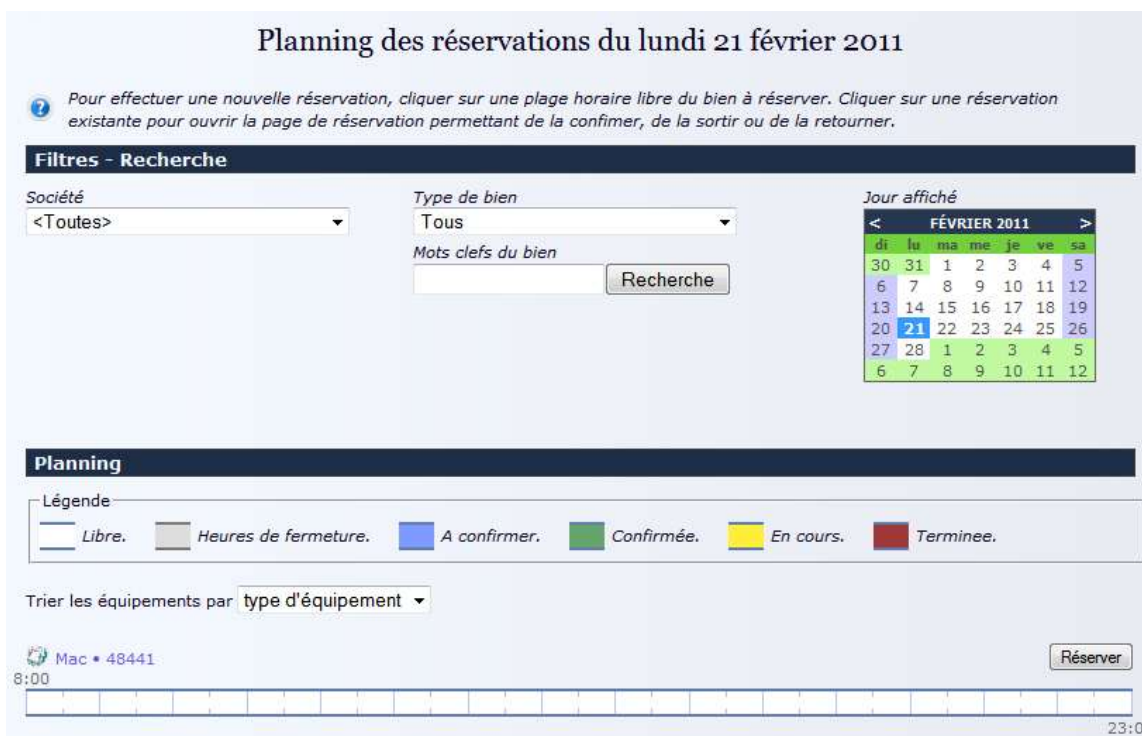 Planning des réservations du lundi 21 février 2011
Pour effectuer une nouvelle réservation, cliquer sur une plage horaire libre du bien à réserver. Cliquer sur une réservation
existante pour ouvrir la page de réservation permettant de la confimer, de la sortir ou de la retourner.
Filtres - Recherche
Société
<Toutes>
Type de bien
Tous
Mots clefs du bien
Recherche
Jour affiché
< FÉVRIER 2011 >
di lu ma me je ve sa
30 31 1 2 3 4 5
6 7 8 9 10 11 12
13 14 15 16 17 18 19
20 21 22 23 24 25 26
27 28 1 2 3 4 5
6 7 8 9 10 11 12
Planning
Légende
Libre. Heures de fermeture. A confirmer. Confirmée. En cours. Terminee.
Trier les équipements par type d'équipement
Mac • 48441 Réserver
8:00
23:0